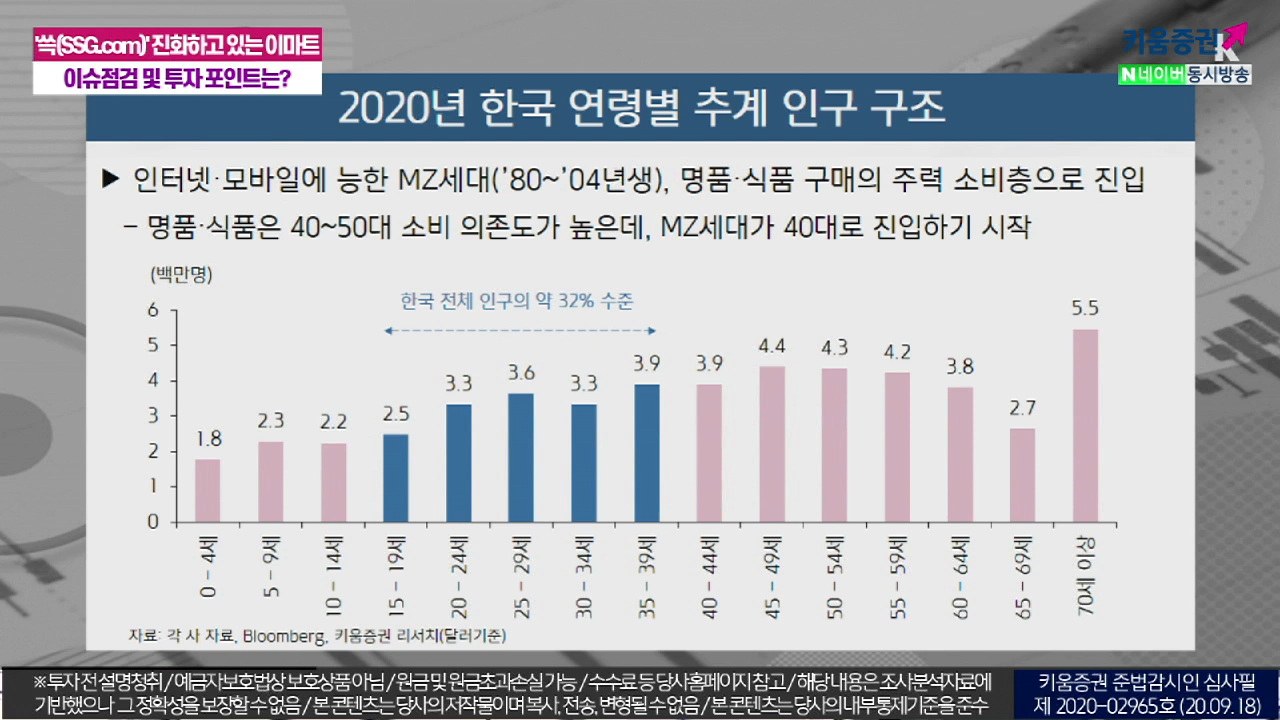 '쓱(SSG.com)' 진화하고 있는 이마트
이슈점검 및 투자 포인트는?
키움증권
N 네이버 동시방송
2020년 한국 연령별 추계 인구 구조
▶ 인터넷·모바일에 능한 MZ세대('80~'04년생), 명품·식품 구매의 주력 소비층으로 진입
– 명품·식품은 40~50대 소비 의존도가 높은데, MZ세대가 40대로 진입하기 시작
(백만명)
한국 전체 인구의 약 32% 수준
6
5
4
3
2
1
0
1.8
2.3
2.2
2.5
3.3
3.6
3.3
3.9
3.9
4.4
4.3
4.2
3.8
2.7
5.5
0 – 4세
5 – 9세
10 – 14세
15 – 19세
20 – 24세
25 – 29세
30 – 34세
35 – 39세
40 – 44세
45 – 49세
50 – 54세
55 – 59세
60 – 64세
65 – 69세
70세 이상
자료: 각 사 자료, Bloomberg, 키움증권 리서치(달러기준)
※ 투자 전 설명청취 / 예금자보호법상 보호상품 아님 / 원금 및 원금초과손실 가능 / 수수료 등 당사홈페이지 참고 / 해당 내용은 조사분석자료에
기반했으나 그 정확성을 보장할 수 없음 / 본 콘텐츠는 당사의 저작물이며 복사, 전송, 변형될 수 없음 / 본 콘텐츠는 당사의 내부통제기준을 준수
키움증권 준법감시인 심사필
제 2020-02965호 (20.09.18)